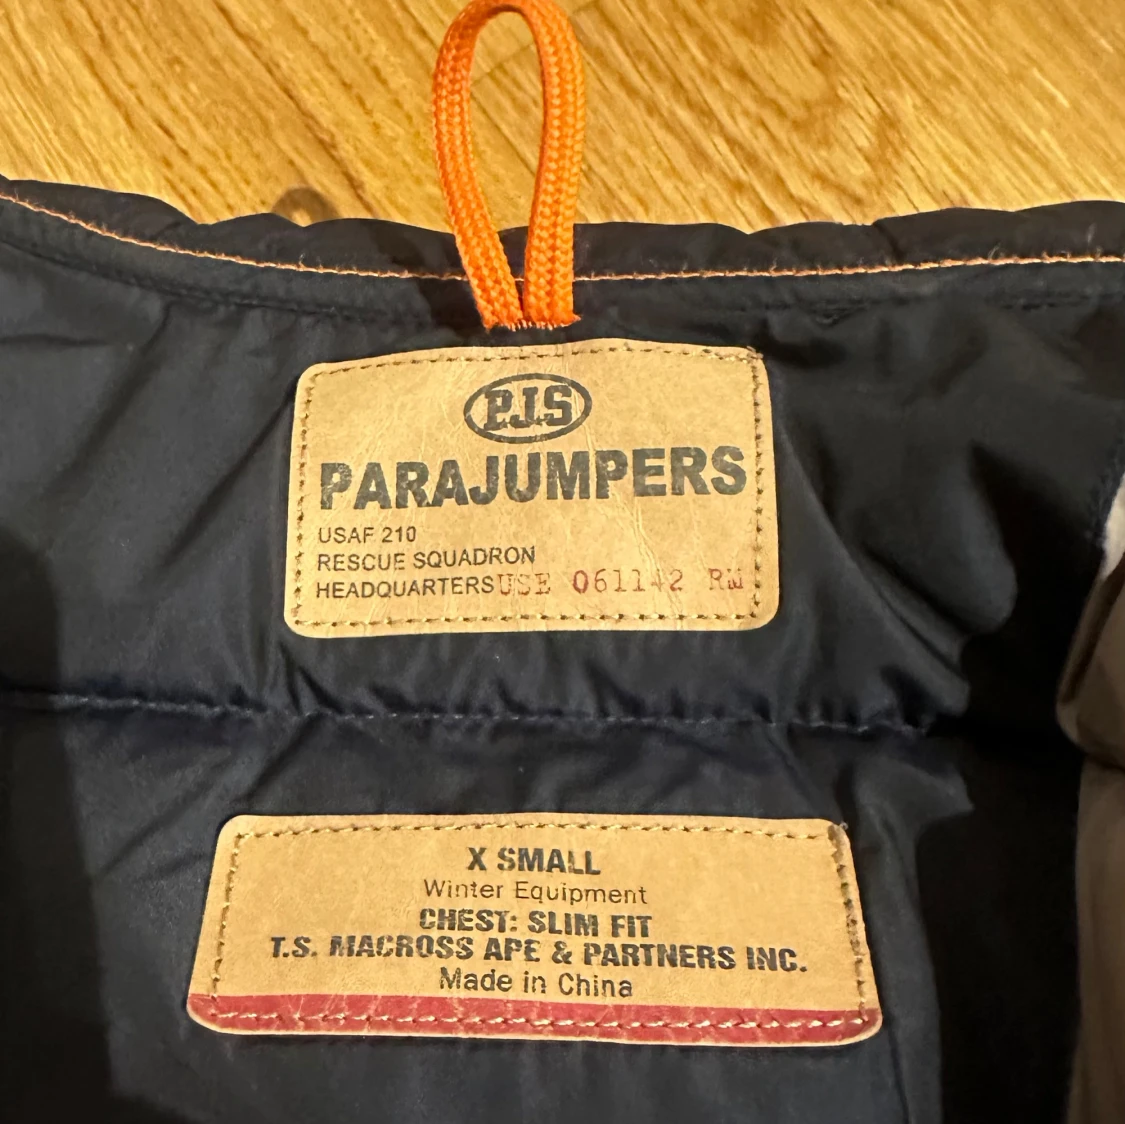 P.J.S
PARAJUMPERS
USAF 210
RESCUE SQUADRON
HEADQUARTERS USE 061142 RW
X SMALL
Winter Equipment
CHEST: SLIM FIT
T.S. MACROSS APE & PARTNERS INC.
Made in China